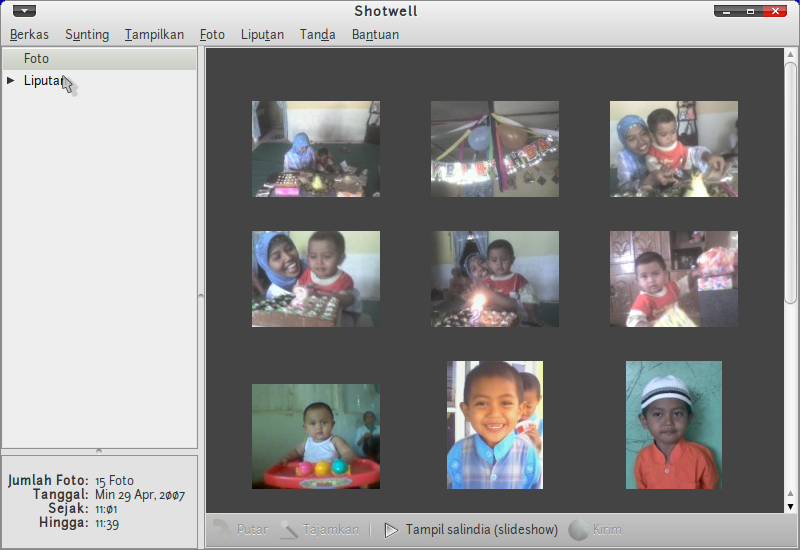 Shotwell
Berkas Sunting Tampilkan Foto Liputan Tanda Bantuan
Foto
Liputan
Jumlah Foto: 15 Foto
Tanggal: Min 29 Apr, 2007
Sejak: 11:01
Hingga: 11:39
Putar Tajamkan Tampil salindia (slideshow) Kirim